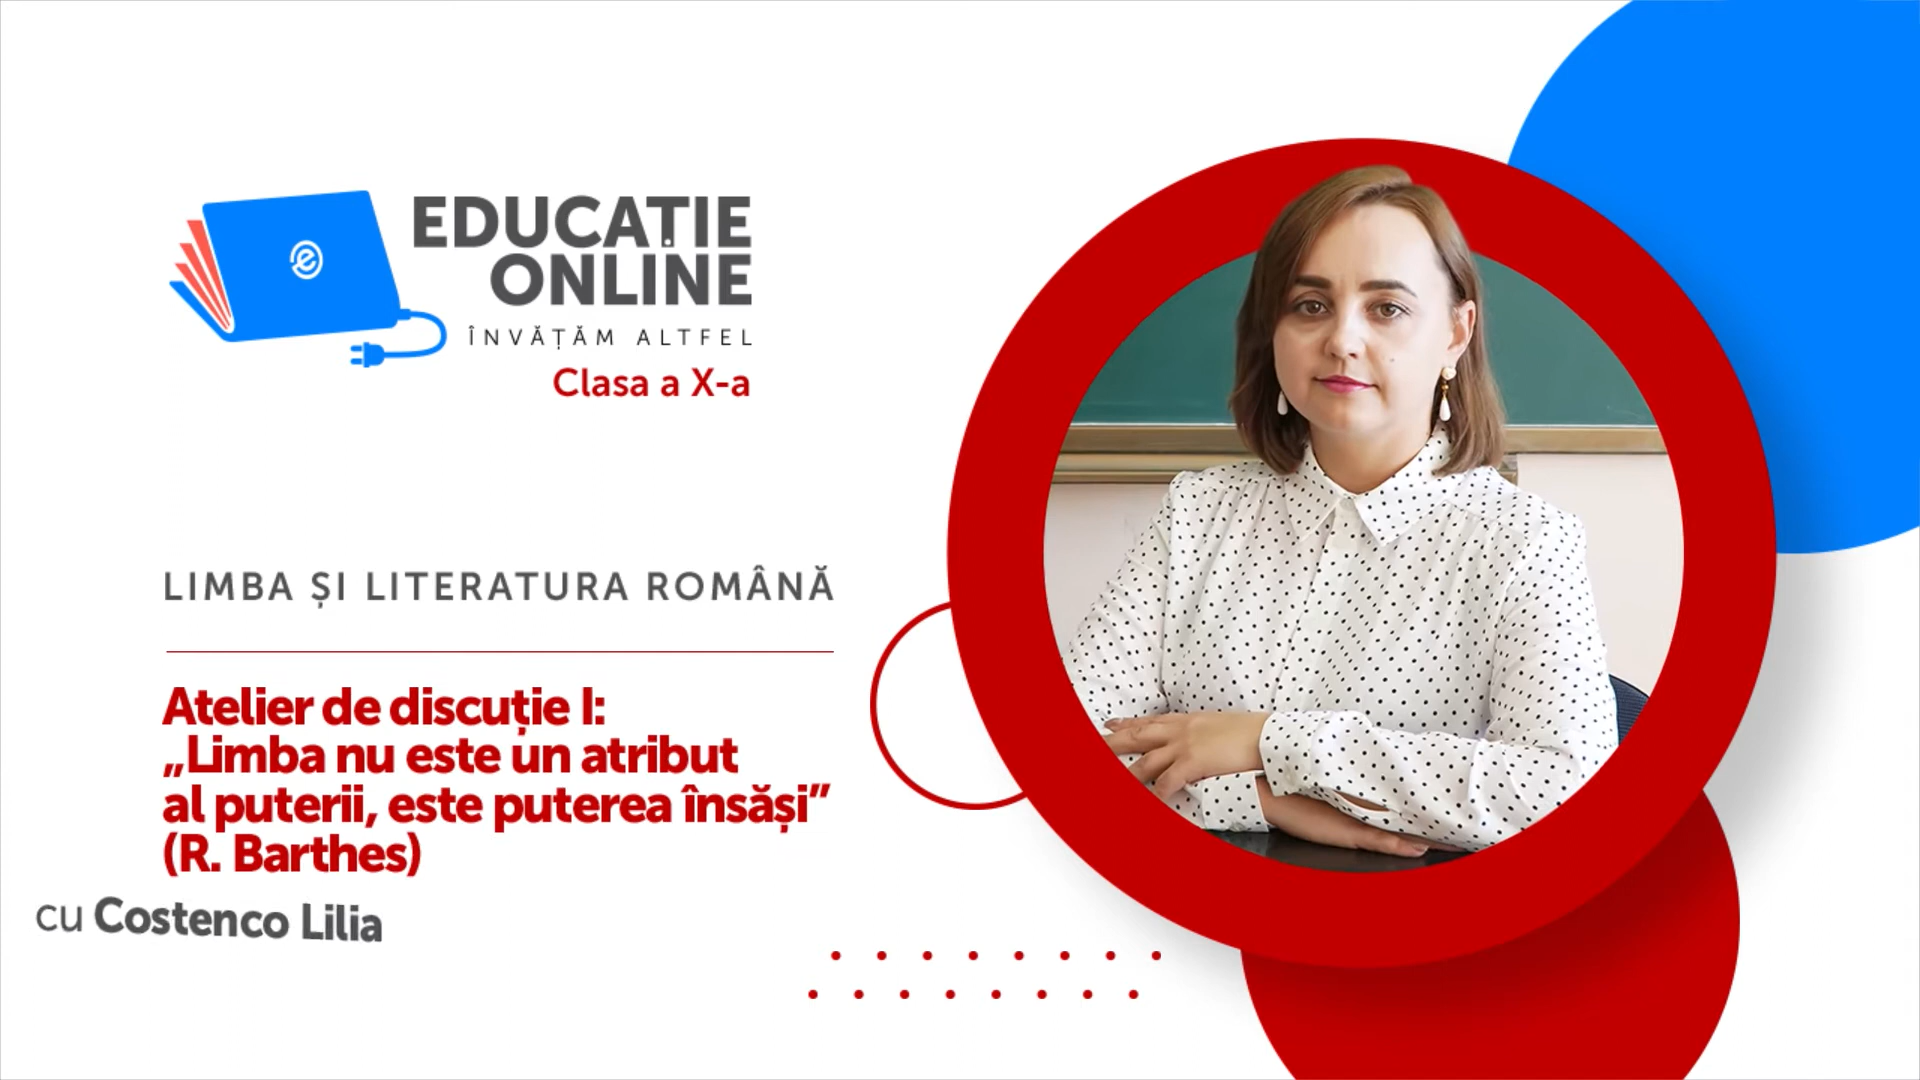 EDUCAȚIE
ONLINE
ÎNVĂȚĂM ALTFEL
Clasa a X-a
LIMBA ȘI LITERATURA ROMÂNĂ
Atelier de discuție I:
„Limba nu este un atribut
al puterii, este puterea însăși”
(R. Barthes)
cu Costenco Lilia